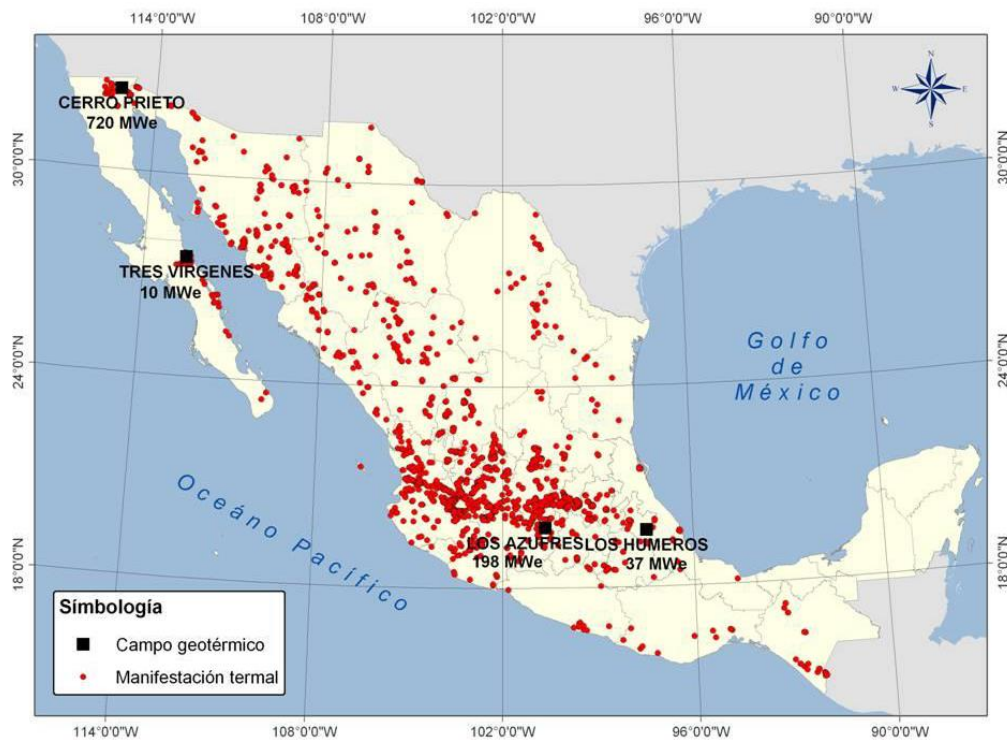 114°0'0"W 108°0'0"W 102°0'0"W 96°0'0"W 90°0'0"W
N
W E
S
CERRO PRIETO
720 MWe
30°0'0"N 30°0'0"N
TRES VIRGENES
10 MWe
Golfo
de
México
24°0'0"N 24°0'0"N
Oceáno Pacífico
LOS AZUFRES LOS HUMEROS
198 MWe 37 MWe
18°0'0"N 18°0'0"N
Símbología
Campo geotérmico
Manifestación termal
114°0'0"W 108°0'0"W 102°0'0"W 96°0'0"W 90°0'0"W